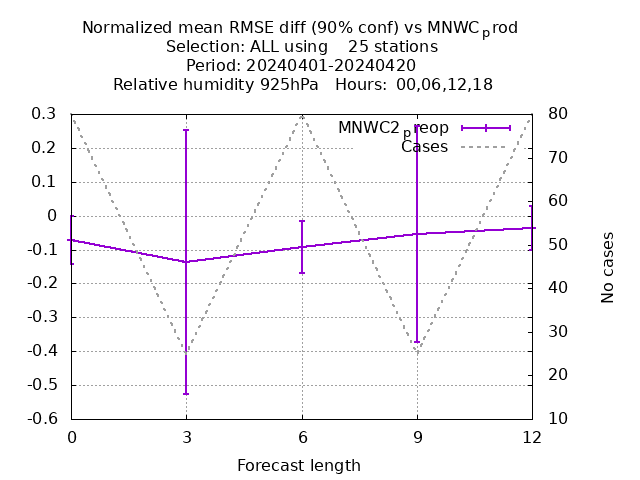 Normalized mean RMSE diff (90% conf) vs MNWC_prod
Selection: ALL using    25 stations
Period: 20240401-20240420
Relative humidity 925hPa   Hours: 00,06,12,18
MNWC2_preop
Cases
0.3
0.2
0.1
0
-0.1
-0.2
-0.3
-0.4
-0.5
-0.6
80
70
60
50
40
30
20
10
No cases
0 3 6 9 12
Forecast length